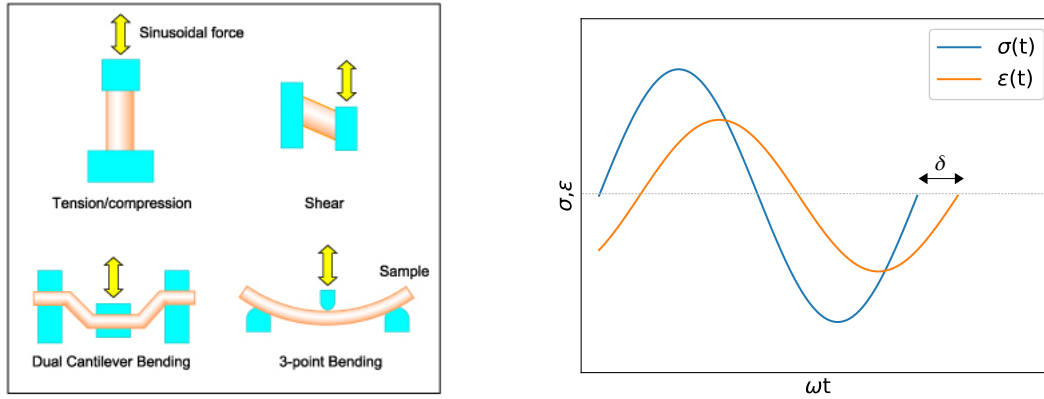 Sinusoidal force
Tension/compression
Shear
Sample
Dual Cantilever Bending
3-point Bending
σ(t)
ε(t)
δ
σ,ε
ωt